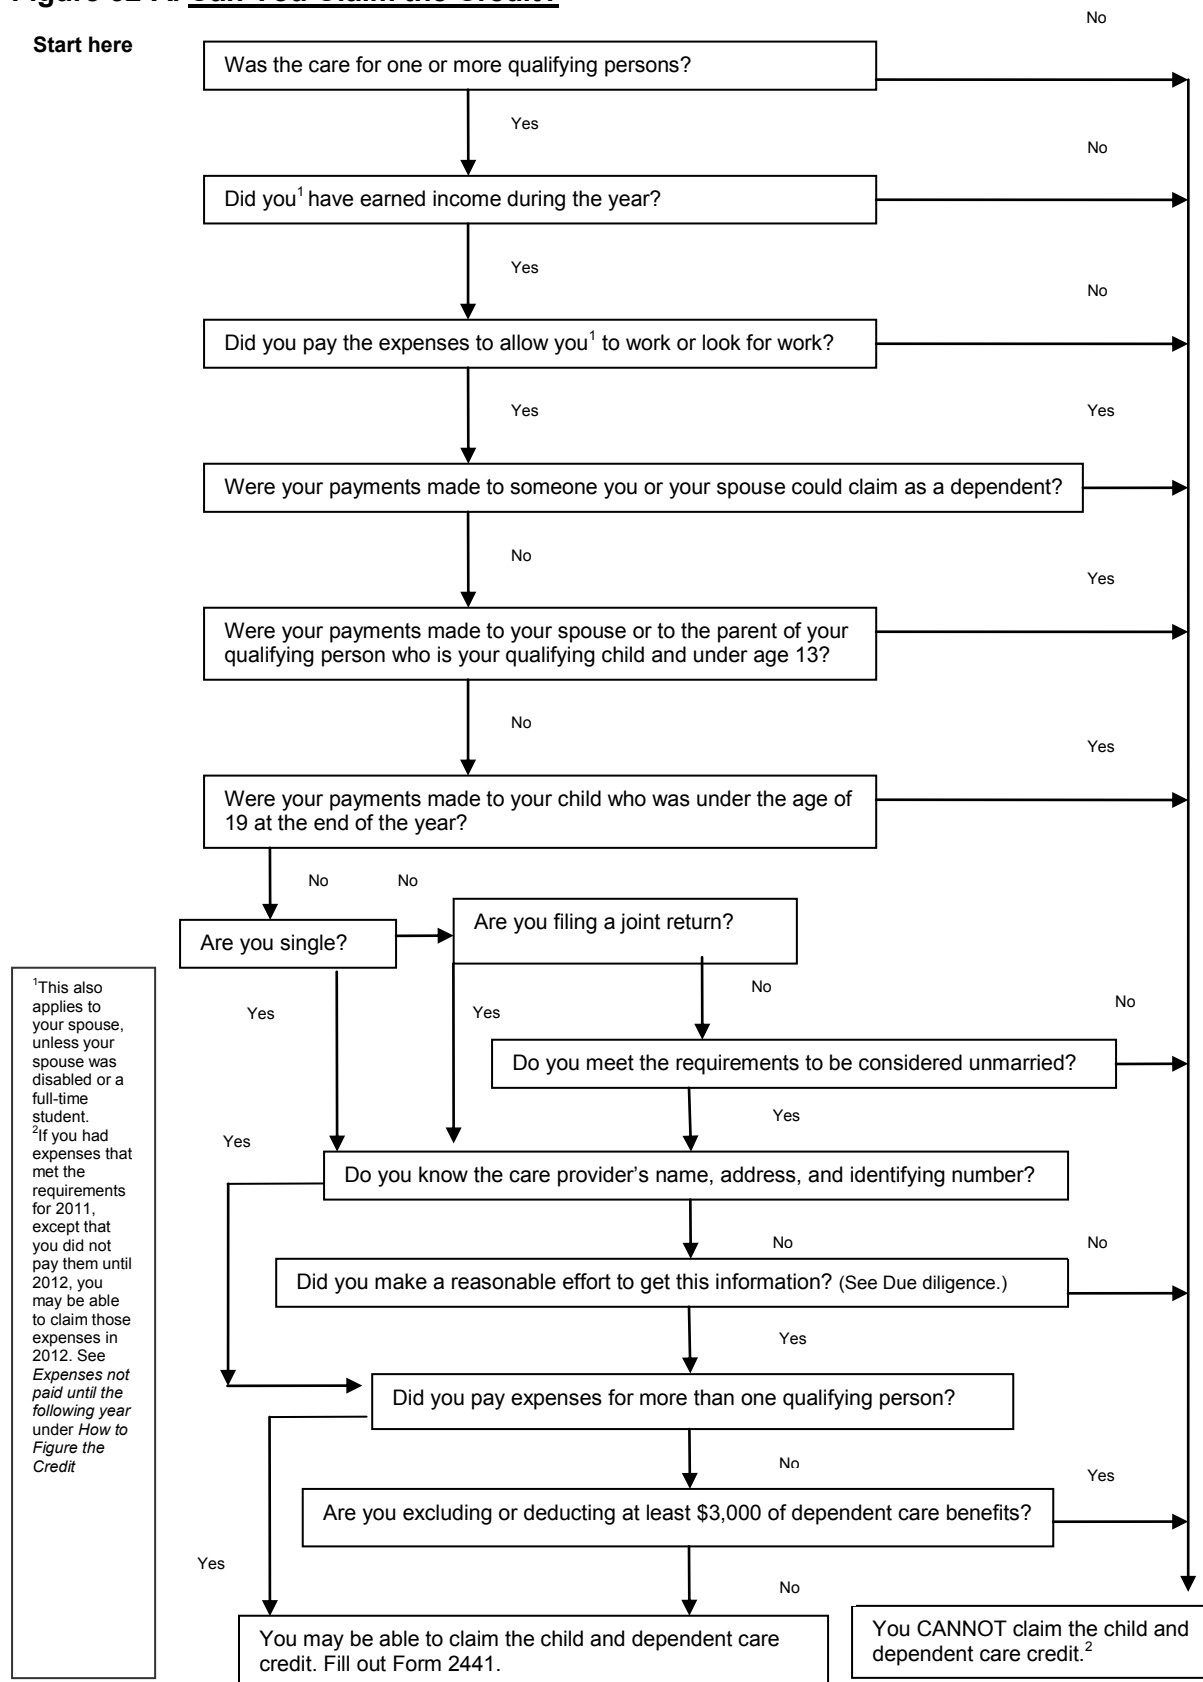 No
Start here
Was the care for one or more qualifying persons?
Yes
No
Did you¹ have earned income during the year?
Yes
No
Did you pay the expenses to allow you¹ to work or look for work?
Yes
Yes
Were your payments made to someone you or your spouse could claim as a dependent?
No
Yes
Were your payments made to your spouse or to the parent of your
qualifying person who is your qualifying child and under age 13?
No
Yes
Were your payments made to your child who was under the age of
19 at the end of the year?
No No
Are you single?
Are you filing a joint return?
Yes
Yes
No
No
Do you meet the requirements to be considered unmarried?
Yes
Yes
Do you know the care provider's name, address, and identifying number?
No
No
Did you make a reasonable effort to get this information? (See Due diligence.)
Yes
Did you pay expenses for more than one qualifying person?
No
Yes
Are you excluding or deducting at least $3,000 of dependent care benefits?
Yes
No
You may be able to claim the child and dependent care
credit. Fill out Form 2441.
You CANNOT claim the child and
dependent care credit.²
¹This also
applies to
your spouse,
unless your
spouse was
disabled or a
full-time
student.
²If you had
expenses that
met the
requirements
for 2011,
except that
you did not
pay them until
2012, you
may be able
to claim those
expenses in
2012. See
Expenses not
paid until the
following year
under How to
Figure the
Credit